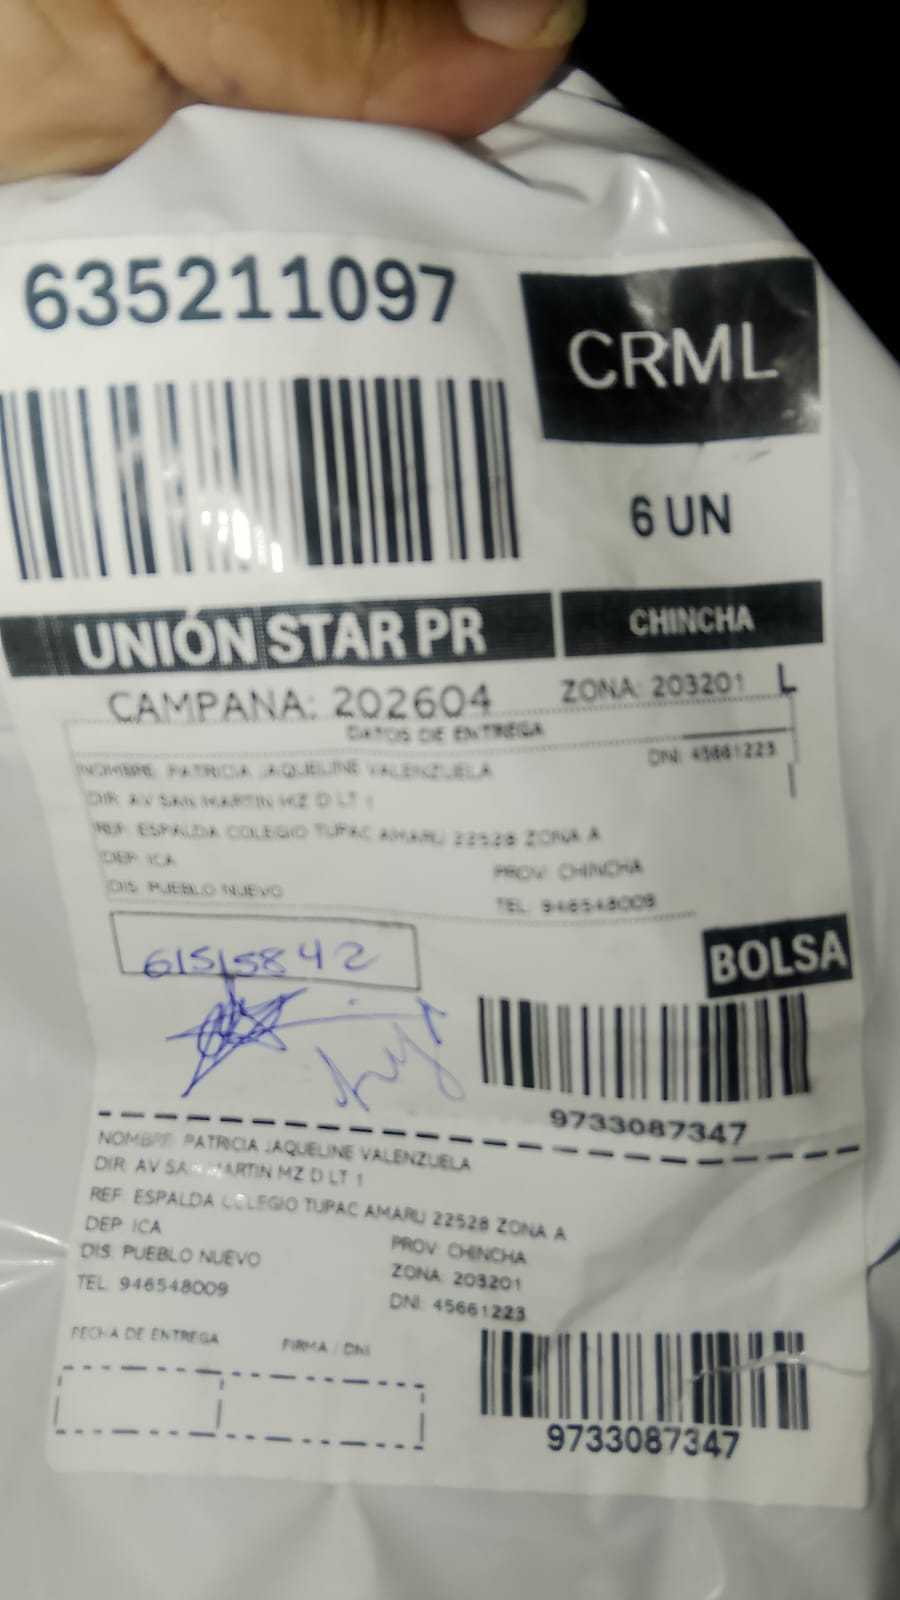 635211097
CRML
6 UN
UNIÓN STAR PR
CHINCHA
CAMPANA: 202604
ZONA: 203201 L
DATOS DE ENTREGA
NOMBRE: PATRICIA JAQUELINE VALENZUELA
DNI: 45661223
DIR: AV SAN MARTIN MZ D LT 1
REF: ESPALDA COLEGIO TUPAC AMARU 22528 ZONA A
DEP: ICA
PROV: CHINCHA
DIS: PUEBLO NUEVO
TEL: 946548009
61515842
BOLSA
9733087347
NOMBRE: PATRICIA JAQUELINE VALENZUELA
DIR: AV SAN MARTIN MZ D LT 1
REF: ESPALDA COLEGIO TUPAC AMARU 22528 ZONA A
DEP: ICA
PROV: CHINCHA
DIS: PUEBLO NUEVO
ZONA: 203201
TEL: 946548009
DNI: 45661223
FECHA DE ENTREGA
FIRMA / DNI
9733087347